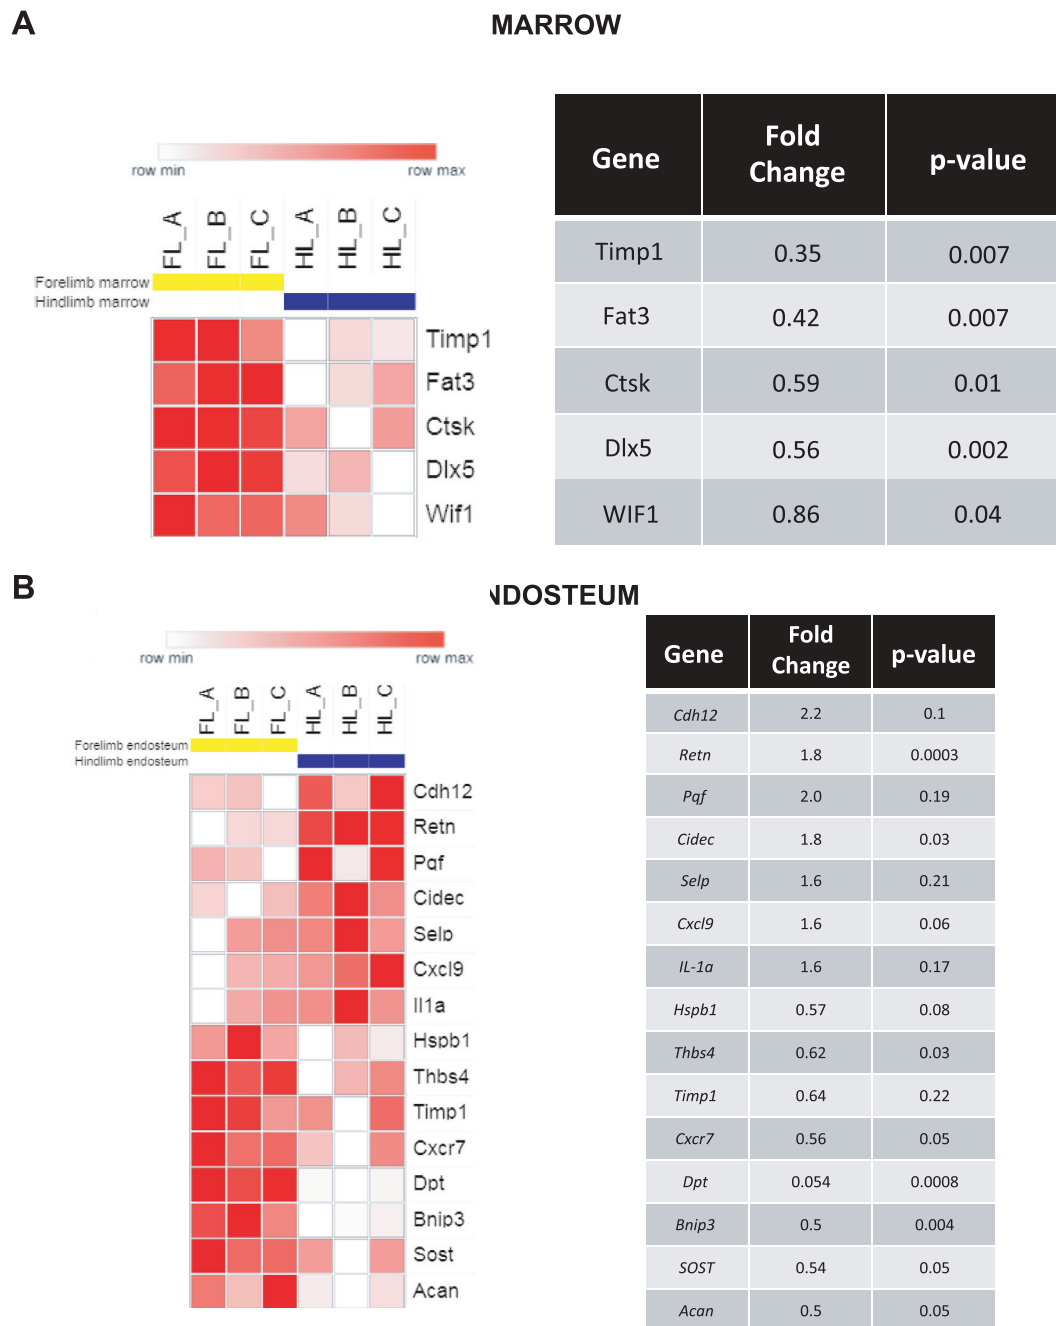 A
MARROW
row min
row max
FL_A
FL_B
FL_C
HL_A
HL_B
HL_C
Forelimb marrow
Hindlimb marrow
Timp1
Fat3
Ctsk
Dlx5
Wif1
Gene Fold Change p-value
Timp1 0.35 0.007
Fat3 0.42 0.007
Ctsk 0.59 0.01
Dlx5 0.56 0.002
WIF1 0.86 0.04
B
NDOSTEUM
row min
row max
FL_A
FL_B
FL_C
HL_A
HL_B
HL_C
Forelimb endosteum
Hindlimb endosteum
Cdh12
Retn
Pgf
Cidec
Selp
Cxcl9
Il1a
Hspb1
Thbs4
Timp1
Cxcr7
Dpt
Bnip3
Sost
Acan
Gene Fold Change p-value
Cdh12 2.2 0.1
Retn 1.8 0.0003
Pgf 2.0 0.19
Cidec 1.8 0.03
Selp 1.6 0.21
Cxcl9 1.6 0.06
IL-1a 1.6 0.17
Hspb1 0.57 0.08
Thbs4 0.62 0.03
Timp1 0.64 0.22
Cxcr7 0.56 0.05
Dpt 0.054 0.0008
Bnip3 0.5 0.004
SOST 0.54 0.05
Acan 0.5 0.05